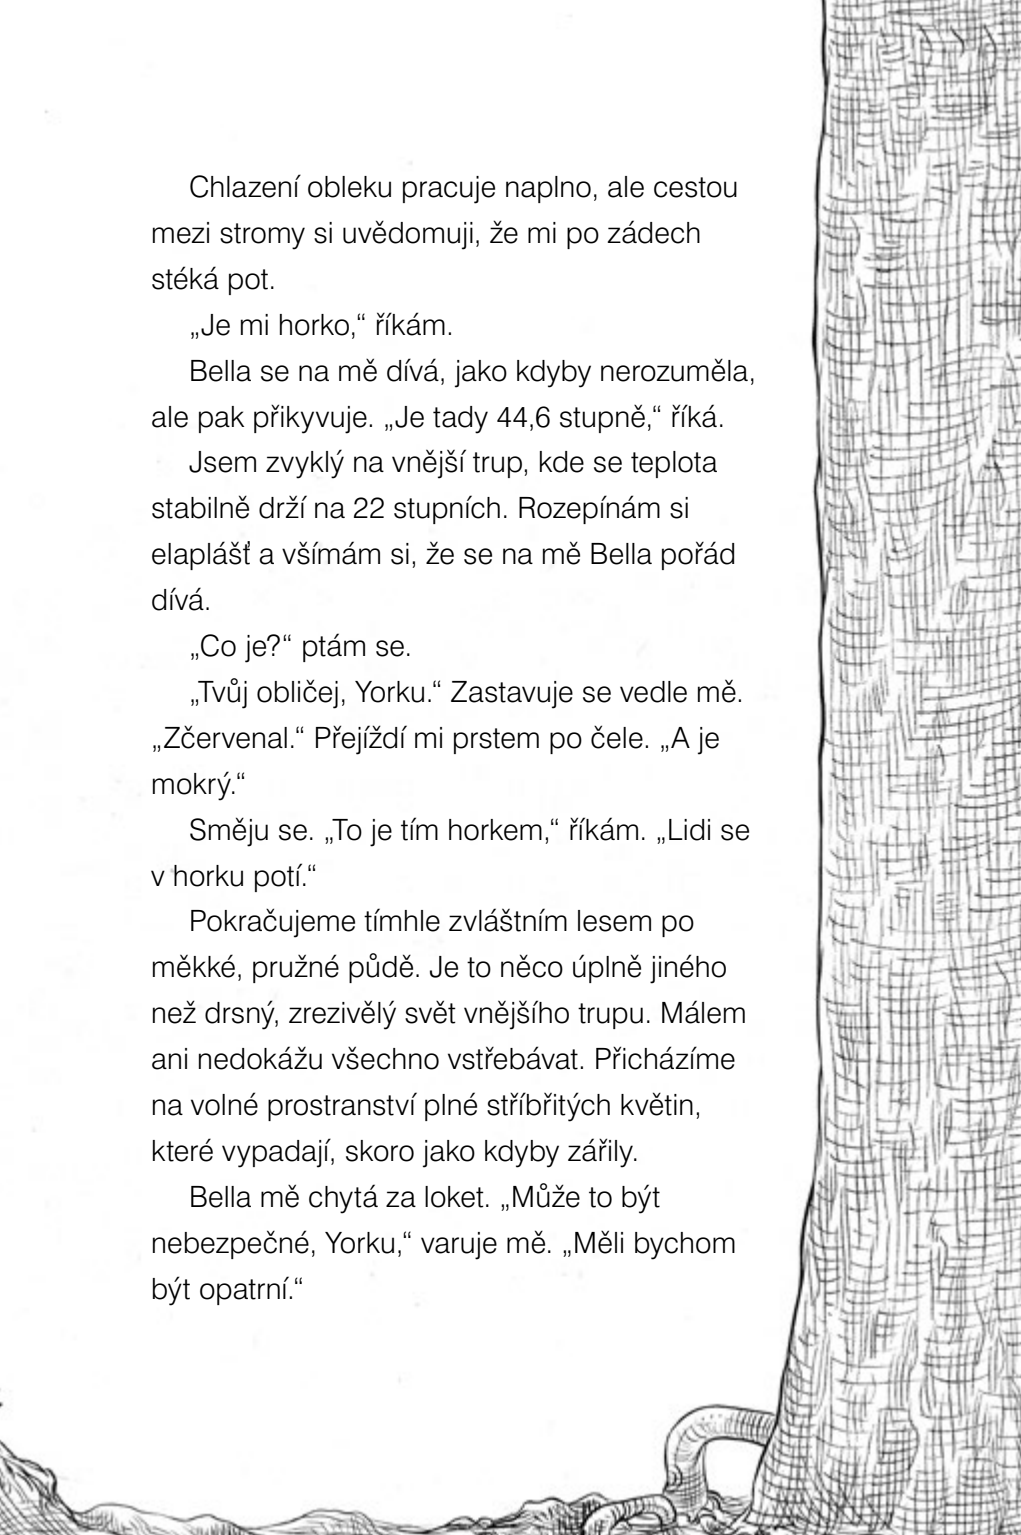 Chlazení obleku pracuje naplno, ale cestou
mezi stromy si uvědomuji, že mi po zádech
stéká pot.
„Je mi horko,“ říkám.
Bella se na mě dívá, jako kdyby nerozuměla,
ale pak přikyvuje. „Je tady 44,6 stupně,“ říká.
Jsem zvyklý na vnější trup, kde se teplota
stabilně drží na 22 stupních. Rozepínám si
elaplášť a všímám si, že se na mě Bella pořád
dívá.
„Co je?“ ptám se.
„Tvůj obličej, Yorku.“ Zastavuje se vedle mě.
„Zčervenal.“ Přejíždí mi prstem po čele. „A je
mokrý.“
Směju se. „To je tím horkem,“ říkám. „Lidi se
v horku potí.“
Pokračujeme tímhle zvláštním lesem po
měkké, pružné půdě. Je to něco úplně jiného
než drsný, zrezivělý svět vnějšího trupu. Málem
ani nedokážu všechno vstřebávat. Přicházíme
na volné prostranství plné stříbřitých květin,
které vypadají, skoro jako kdyby zářily.
Bella mě chytá za loket. „Může to být
nebezpečné, Yorku,“ varuje mě. „Měli bychom
být opatrní.“